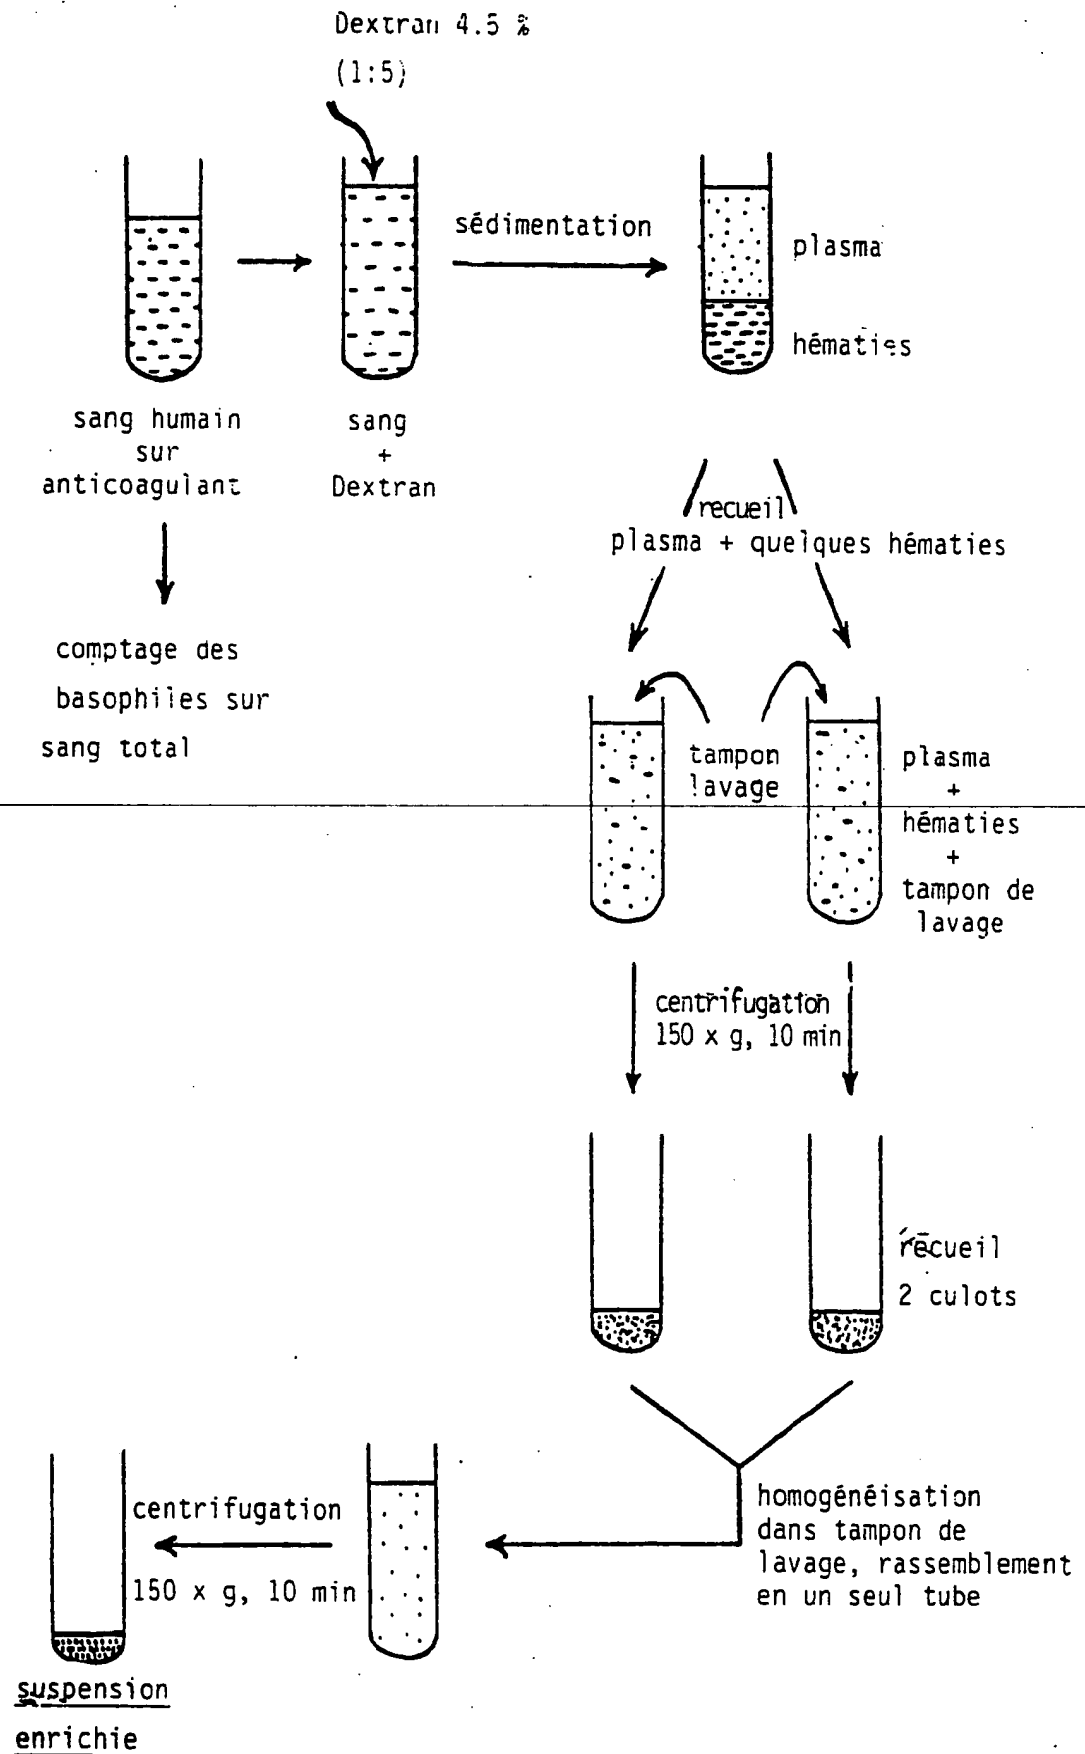 Dextran 4.5 %
(1:5)
sédimentation
plasma
hématies
sang humain
sur
anticoagulant
sang
+
Dextran
recueil
plasma + quelques hématies
comptage des
basophiles sur
sang total
tampon
lavage
plasma
+
hématies
+
tampon de
lavage
centrifugation
150 x g, 10 min
recueil
2 culots
homogénéisation
dans tampon de
lavage, rassemblement
en un seul tube
centrifugation
150 x g, 10 min
suspension
enrichie